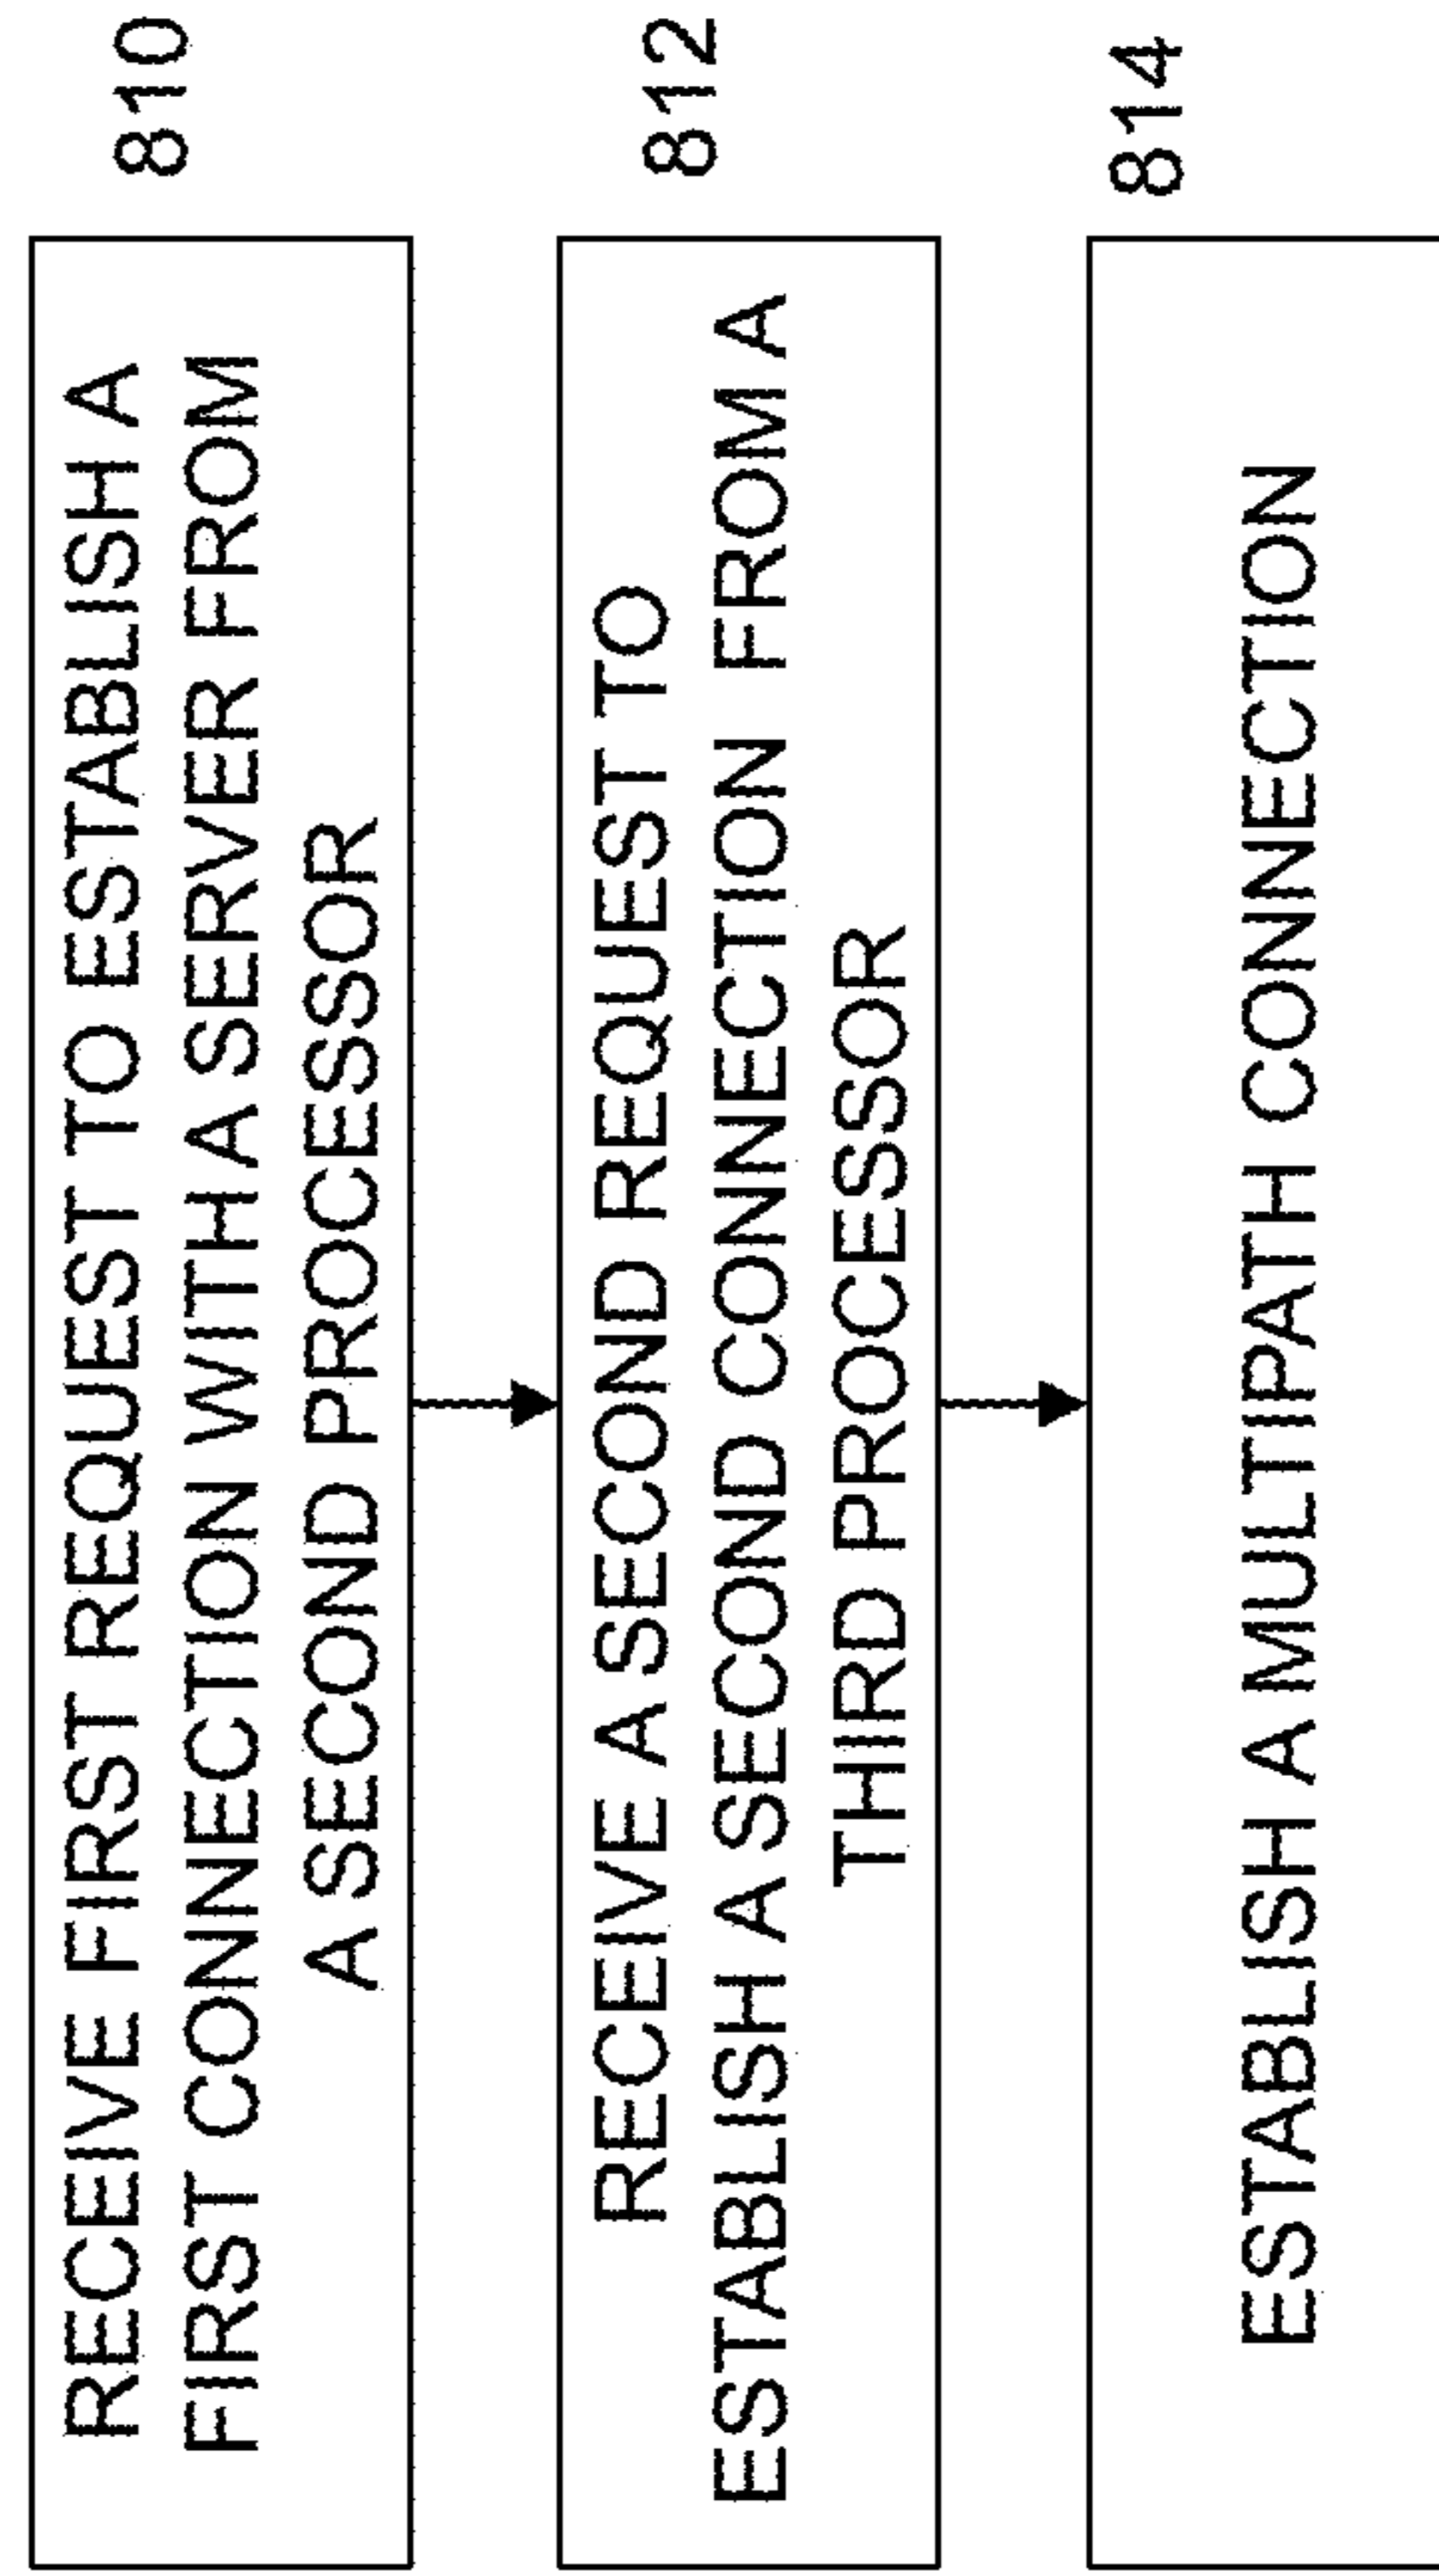 RECEIVE FIRST REQUEST TO ESTABLISH A
FIRST CONNECTION WITH A SERVER FROM
A SECOND PROCESSOR
810
RECEIVE A SECOND REQUEST TO
ESTABLISH A SECOND CONNECTION FROM A
THIRD PROCESSOR
812
ESTABLISH A MULTIPATH CONNECTION
814